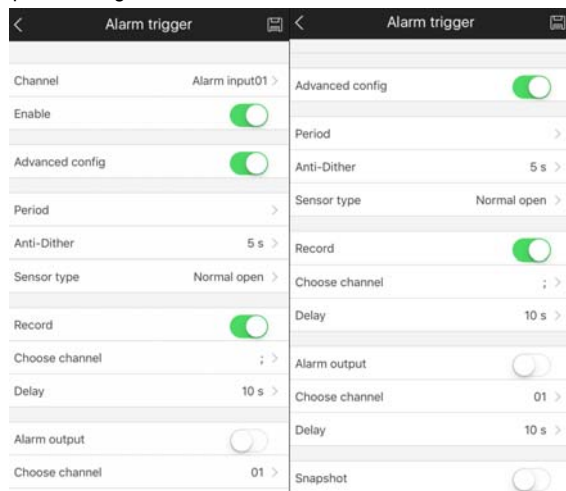 Alarm trigger
Channel Alarm input01 >
Enable
Advanced config
Period >
Anti-Dither 5 s >
Sensor type Normal open >
Record
Choose channel ; >
Delay 10 s >
Alarm output
Choose channel 01 >
Alarm trigger
Advanced config
Period >
Anti-Dither 5 s >
Sensor type Normal open >
Record
Choose channel ; >
Delay 10 s >
Alarm output
Choose channel 01 >
Delay 10 s >
Snapshot